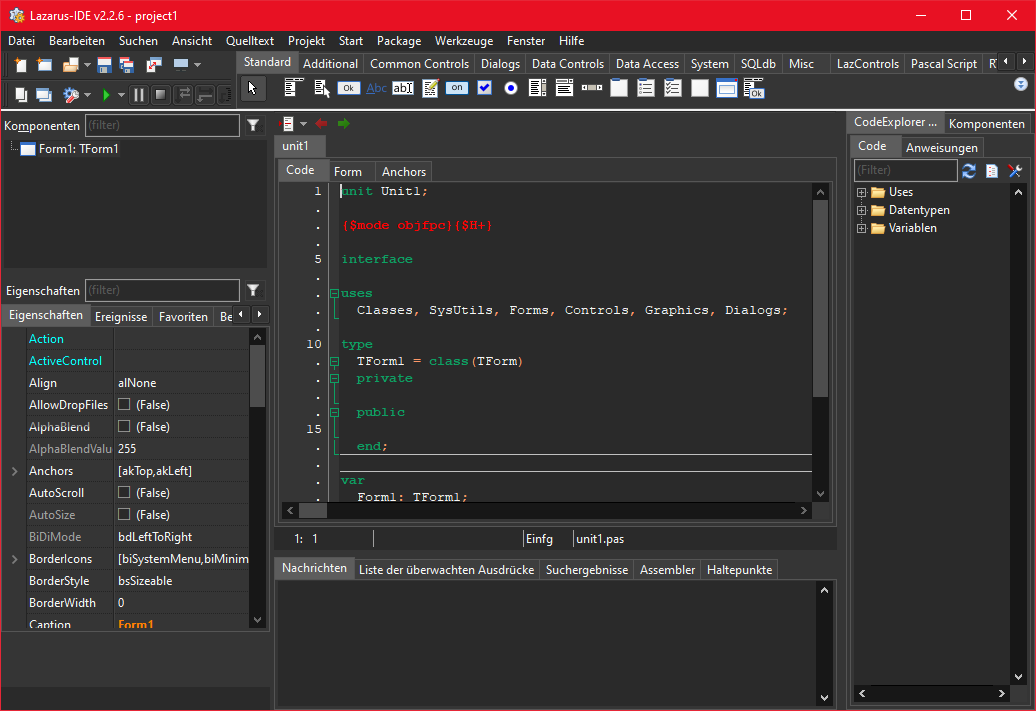 Lazarus-IDE v2.2.6 - project1
Datei Bearbeiten Suchen Ansicht Quelltext Projekt Start Package Werkzeuge Fenster Hilfe
Standard Additional Common Controls Dialogs Data Controls Data Access System SQLdb Misc LazControls Pascal Script
Ok Abc ab on Ok
Komponenten (filter)
Form1: TForm1
Eigenschaften (filter)
Eigenschaften Ereignisse Favoriten Be
Action
ActiveControl
Align alNone
AllowDropFiles (False)
AlphaBlend (False)
AlphaBlendValu 255
Anchors [akTop,akLeft]
AutoScroll (False)
AutoSize (False)
BiDiMode bdLeftToRight
BorderIcons [biSystemMenu,biMinim
BorderStyle bsSizeable
BorderWidth 0
Caption Form1
unit1
Code Form Anchors
1 unit Unit1;
.
. {$mode objfpc}{$H+}
.
5 interface
.
. uses
. Classes, SysUtils, Forms, Controls, Graphics, Dialogs;
.
10 type
. TForm1 = class(TForm)
. private
.
. public
15
. end;
.
. var
. Form1: TForm1;
1: 1 Einfg unit1.pas
Nachrichten Liste der überwachten Ausdrücke Suchergebnisse Assembler Haltepunkte
CodeExplorer ... Komponenten
Code Anweisungen
(Filter)
Uses
Datentypen
Variablen